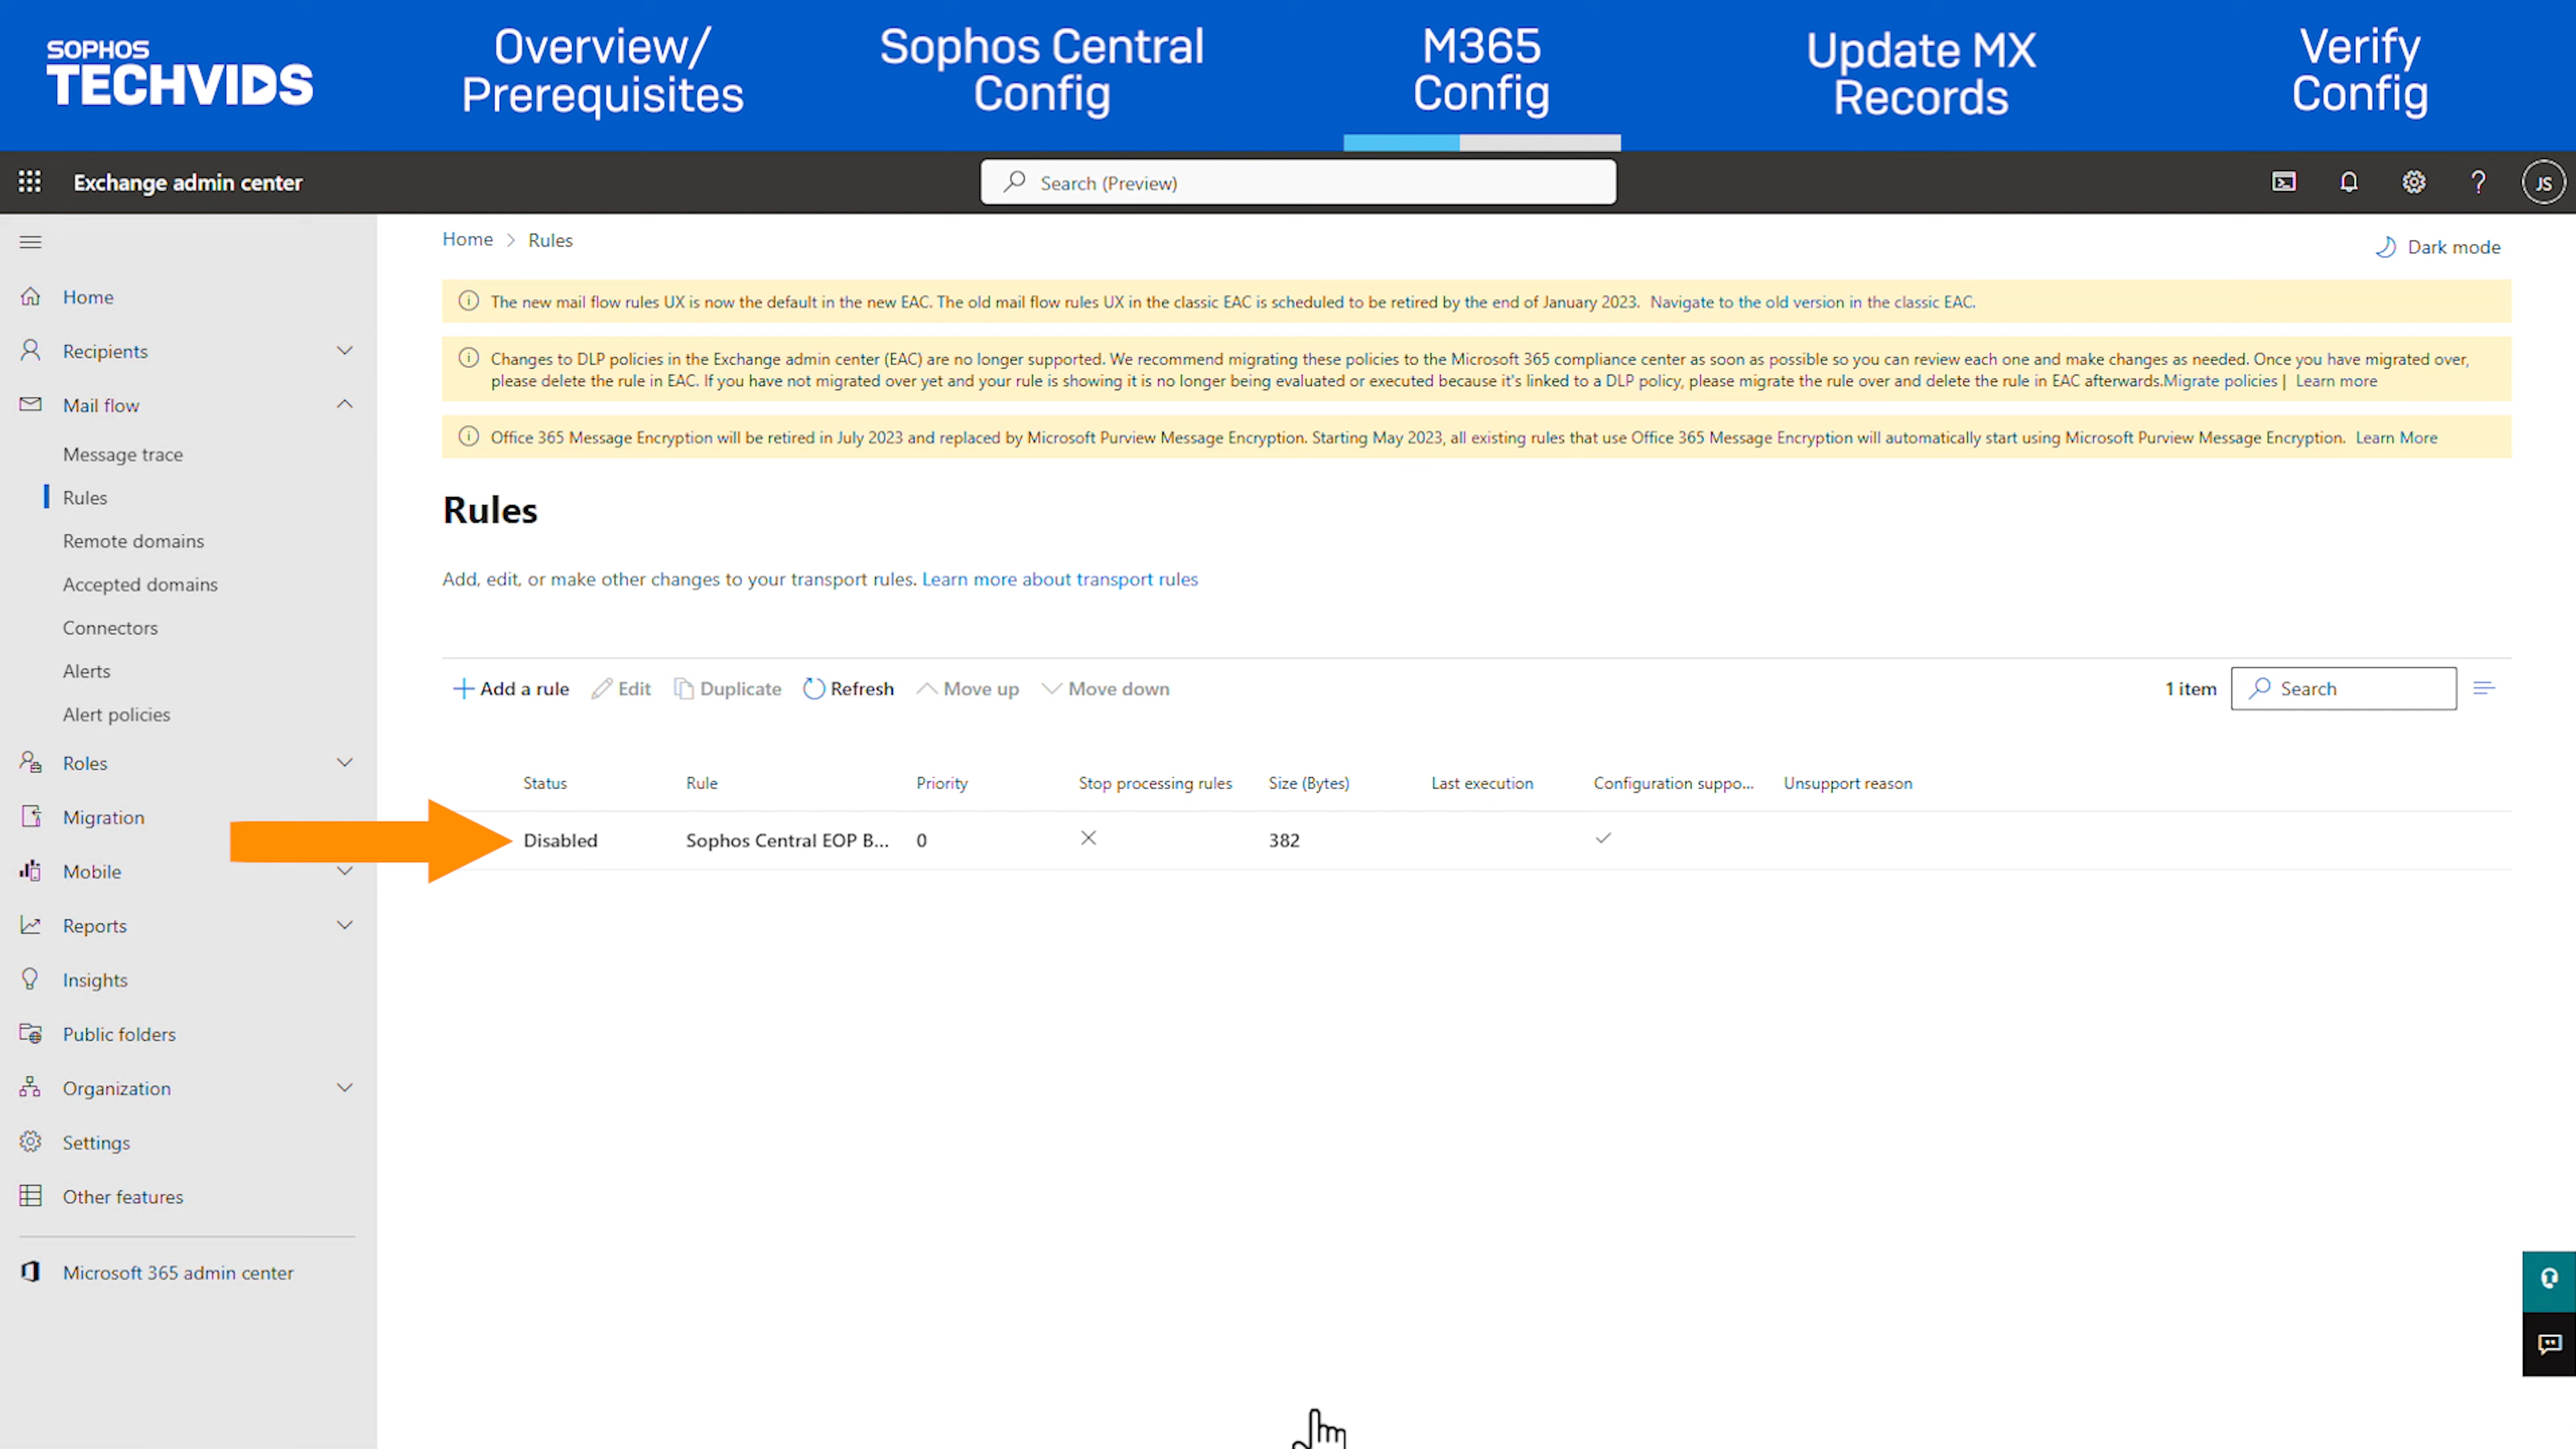 SOPHOS
TECHVIDS
Overview/
Prerequisites
Sophos Central
Config
M365
Config
Update MX
Records
Verify
Config
Exchange admin center
Search (Preview)
JS
Home
Recipients
Mail flow
Message trace
Rules
Remote domains
Accepted domains
Connectors
Alerts
Alert policies
Roles
Migration
Mobile
Reports
Insights
Public folders
Organization
Settings
Other features
Microsoft 365 admin center
Home > Rules
Dark mode
The new mail flow rules UX is now the default in the new EAC. The old mail flow rules UX in the classic EAC is scheduled to be retired by the end of January 2023. Navigate to the old version in the classic EAC.
Changes to DLP policies in the Exchange admin center (EAC) are no longer supported. We recommend migrating these policies to the Microsoft 365 compliance center as soon as possible so you can review each one and make changes as needed. Once you have migrated over,
please delete the rule in EAC. If you have not migrated over yet and your rule is showing it is no longer being evaluated or executed because it's linked to a DLP policy, please migrate the rule over and delete the rule in EAC afterwards.Migrate policies | Learn more
Office 365 Message Encryption will be retired in July 2023 and replaced by Microsoft Purview Message Encryption. Starting May 2023, all existing rules that use Office 365 Message Encryption will automatically start using Microsoft Purview Message Encryption. Learn More
Rules
Add, edit, or make other changes to your transport rules. Learn more about transport rules
Add a rule Edit Duplicate Refresh Move up Move down 1 item Search
Status Rule Priority Stop processing rules Size (Bytes) Last execution Configuration suppo... Unsupport reason
Disabled Sophos Central EOP B... 0 382